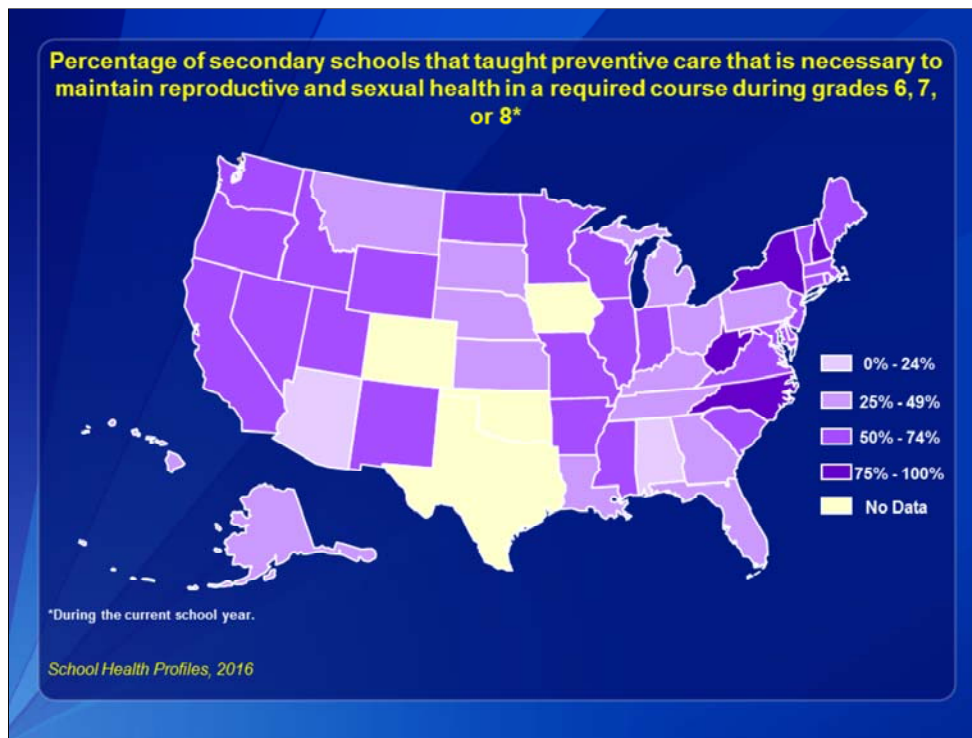 Percentage of secondary schools that taught preventive care that is necessary to
maintain reproductive and sexual health in a required course during grades 6, 7,
or 8*
0% - 24%
25% - 49%
50% - 74%
75% - 100%
No Data
*During the current school year.
School Health Profiles, 2016